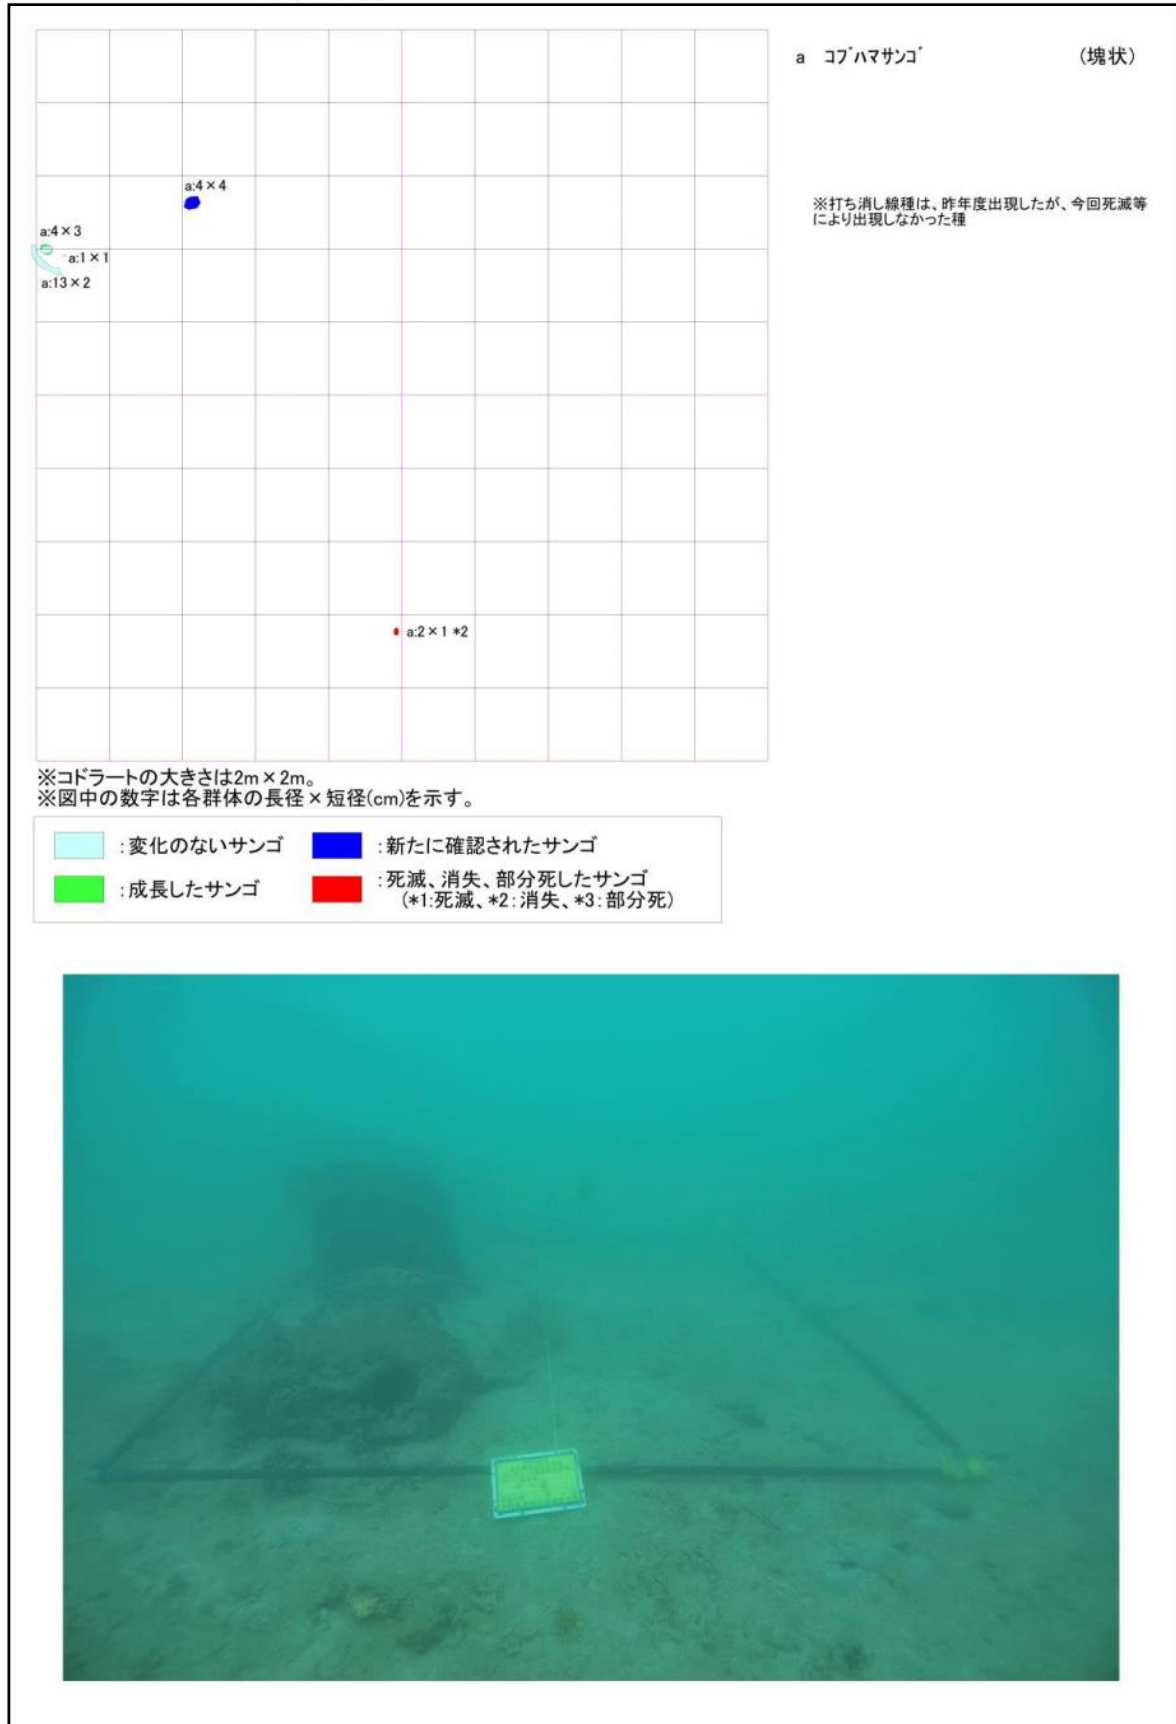 a コブハマサンゴ (塊状)
a:4×4
※打ち消し線種は、昨年度出現したが、今回死滅等
により出現しなかった種
a:4×3
a:1×1
a:13×2
a:2×1 *2
※コドラートの大きさは2m×2m。
※図中の数字は各群体の長径×短径(cm)を示す。
:変化のないサンゴ
:新たに確認されたサンゴ
:成長したサンゴ
:死滅、消失、部分死したサンゴ
(*1:死滅、*2:消失、*3:部分死)